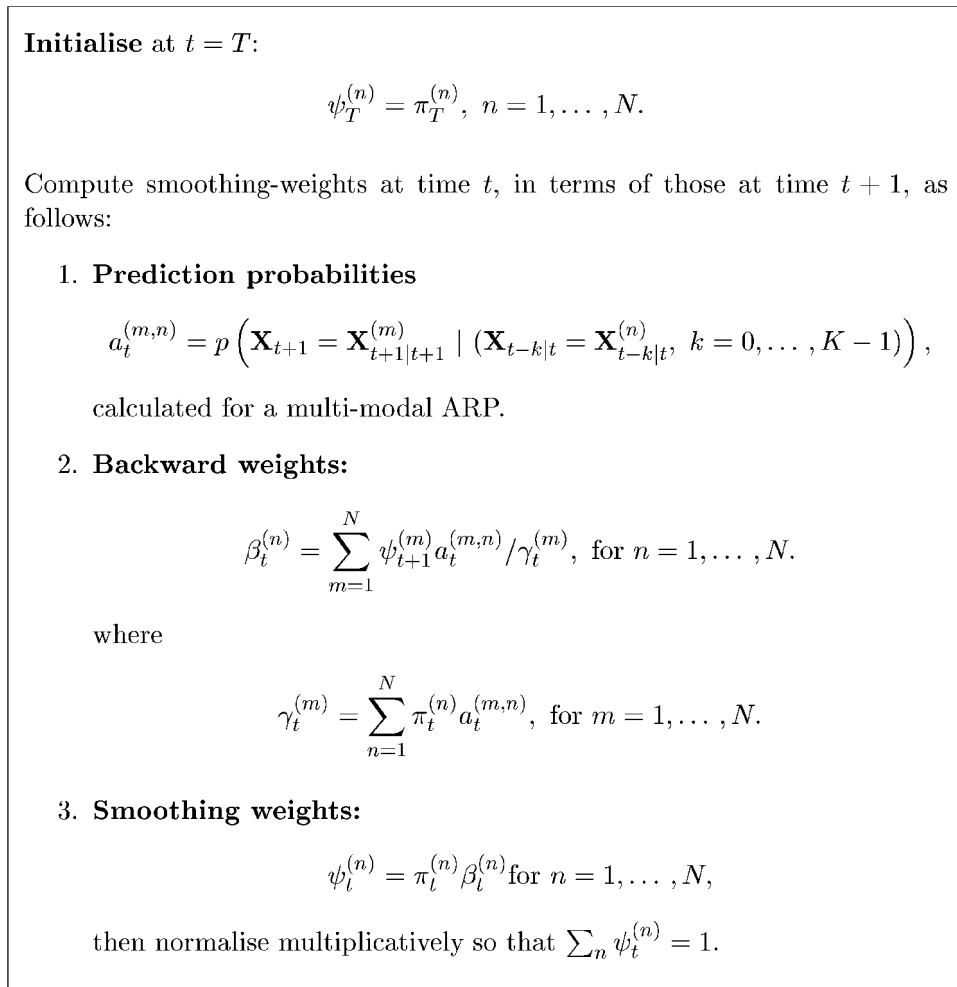 Initialise at t = T:
ψ_T^{(n)} = π_T^{(n)}, n = 1, … , N.
Compute smoothing-weights at time t, in terms of those at time t + 1, as
follows:
1. Prediction probabilities
a_t^{(m,n)} = p ( X_{t+1} = X_{t+1|t+1}^{(m)} | (X_{t−k|t} = X_{t−k|t}^{(n)}, k = 0, … , K − 1) ) ,
calculated for a multi-modal ARP.
2. Backward weights:
β_t^{(n)} = ∑_{m=1}^{N} ψ_{t+1}^{(m)} a_t^{(m,n)} / γ_t^{(m)}, for n = 1, … , N.
where
γ_t^{(m)} = ∑_{n=1}^{N} π_t^{(n)} a_t^{(m,n)}, for m = 1, … , N.
3. Smoothing weights:
ψ_t^{(n)} = π_t^{(n)} β_t^{(n)} for n = 1, … , N,
then normalise multiplicatively so that ∑_n ψ_t^{(n)} = 1.